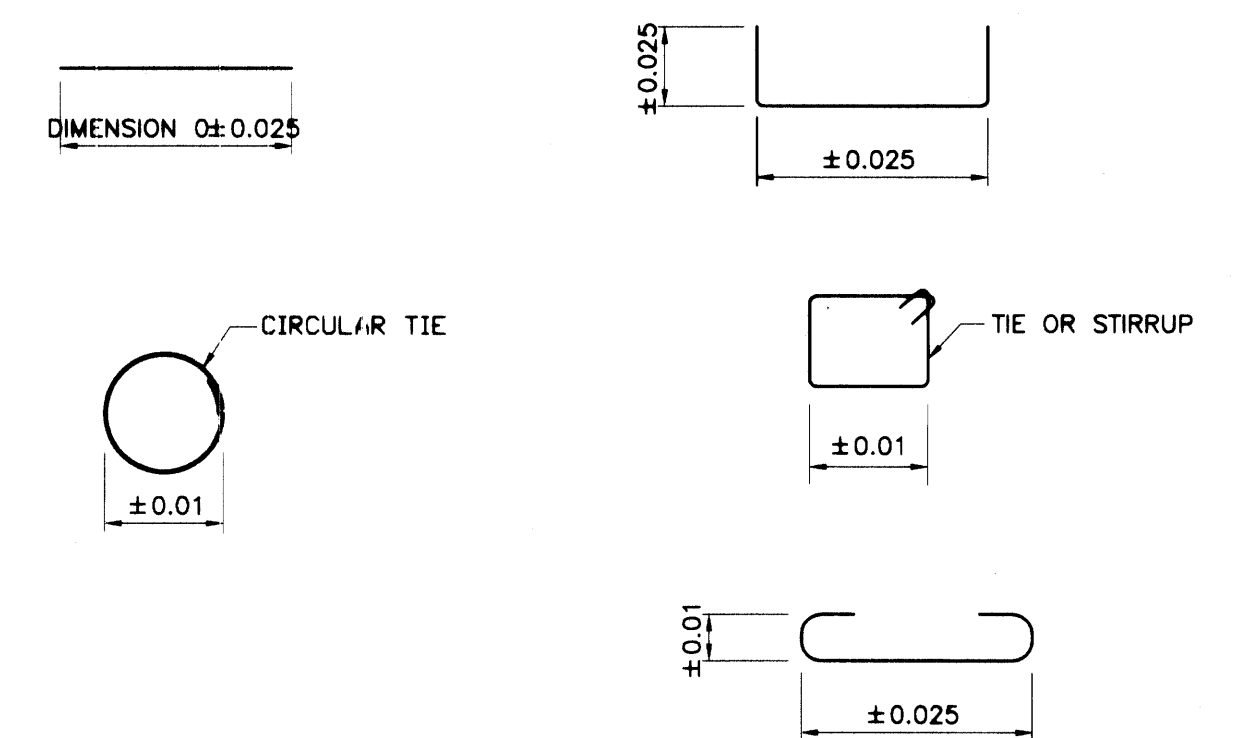 ±0.025
DIMENSION 0±0.025
±0.025
CIRCULAR TIE
TIE OR STIRRUP
±0.01
±0.01
±0.01
±0.025